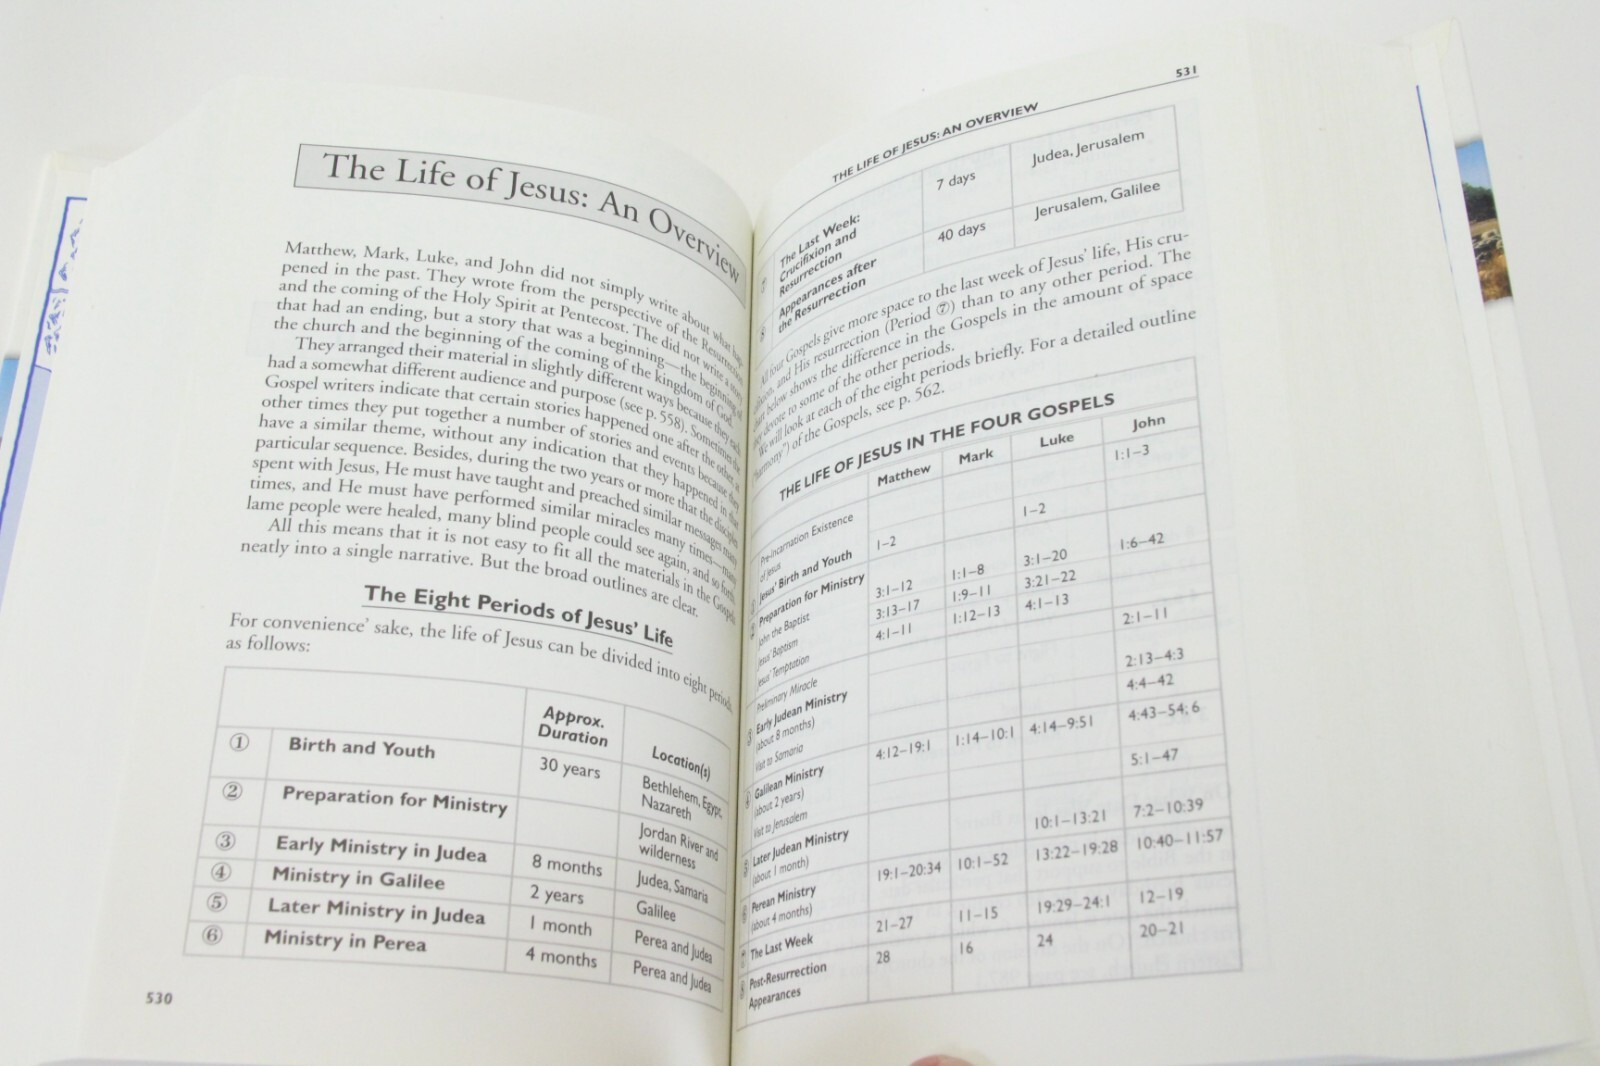 The Life of Jesus: An Overview
Matthew, Mark, Luke, and John did not simply write about what hap-
pened in the past. They wrote from the perspective of the Resurrection
and the coming of the Holy Spirit at Pentecost. The did not write a story
that had an ending, but a story that was a beginning—the beginning of
the church and the beginning of the coming of the kingdom of God.
They arranged their material in slightly different ways because they each
had a somewhat different audience and purpose (see p. 558). Sometimes the
Gospel writers indicate that certain stories happened one after the other, at
other times they put together a number of stories and events because they
have a similar theme, without any indication that they happened in that
particular sequence. Besides, during the two years or more that the disciples
spent with Jesus, He must have taught and preached similar messages many
times, and He must have performed similar miracles many times—many
lame people were healed, many blind people could see again, and so forth.
All this means that it is not easy to fit all the materials in the Gospels
neatly into a single narrative. But the broad outlines are clear.
The Eight Periods of Jesus' Life
For convenience' sake, the life of Jesus can be divided into eight periods,
as follows:
Approx. Duration Location(s)
① Birth and Youth 30 years Bethlehem, Egypt, Nazareth
② Preparation for Ministry Jordan River and wilderness
③ Early Ministry in Judea 8 months Judea, Samaria
④ Ministry in Galilee 2 years Galilee
⑤ Later Ministry in Judea 1 month Perea and Judea
⑥ Ministry in Perea 4 months Perea and Judea
530
531
THE LIFE OF JESUS: AN OVERVIEW
The Last Week: Crucifixion and Resurrection 7 days Judea, Jerusalem
Appearances after the Resurrection 40 days Jerusalem, Galilee
All four Gospels give more space to the last week of Jesus' life, His cru-
cifixion, and His resurrection (Period ⑦) than to any other period. The
chart below shows the difference in the Gospels in the amount of space
they devote to some of the other periods.
We will look at each of the eight periods briefly. For a detailed outline
"harmony") of the Gospels, see p. 562.
THE LIFE OF JESUS IN THE FOUR GOSPELS
Matthew Mark Luke John
Pre-incarnation Existence of Jesus 1:1–3
Jesus' Birth and Youth 1–2 1–2
Preparation for Ministry
John the Baptist 3:1–12 1:1–8 3:1–20 1:6–42
Jesus' Baptism 3:13–17 1:9–11 3:21–22
Jesus' Temptation 4:1–11 1:12–13 4:1–13
Preliminary Miracle 2:1–11
Early Judean Ministry (about 8 months) 2:13–4:3
Visit to Samaria 4:4–42
Galilean Ministry (about 2 years) 4:12–19:1 1:14–10:1 4:14–9:51 4:43–54; 6
Visit to Jerusalem 5:1–47
Later Judean Ministry (about 1 month) 10:1–13:21 7:2–10:39
Perean Ministry (about 4 months) 19:1–20:34 10:1–52 13:22–19:28 10:40–11:57
The Last Week 21–27 11–15 19:29–24:1 12–19
Post-Resurrection Appearances 28 16 24 20–21